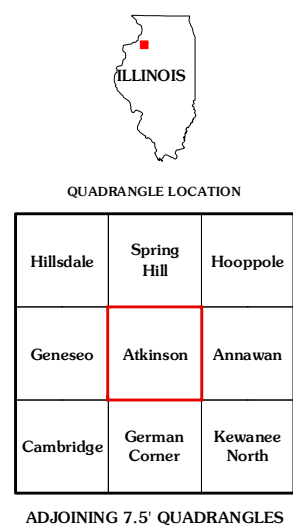 ILLINOIS
QUADRANGLE LOCATION
Hillsdale
Spring
Hill
Hooppole
Geneseo
Atkinson
Annawan
Cambridge
German
Corner
Kewanee
North
ADJOINING 7.5' QUADRANGLES